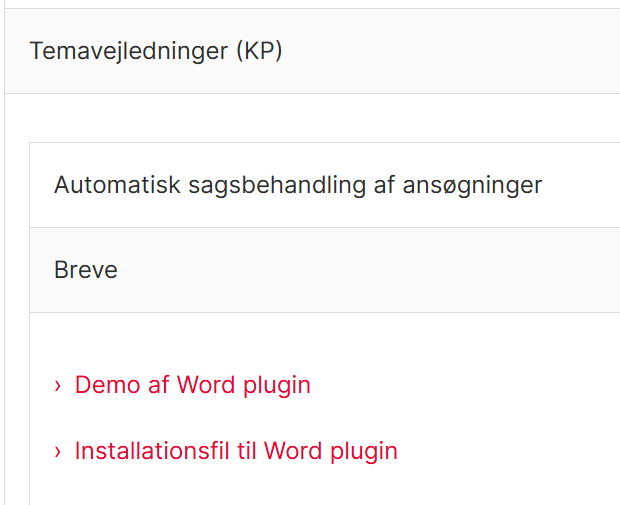 Temavejledninger (KP)
Automatisk sagsbehandling af ansøgninger
Breve
› Demo af Word plugin
› Installationsfil til Word plugin